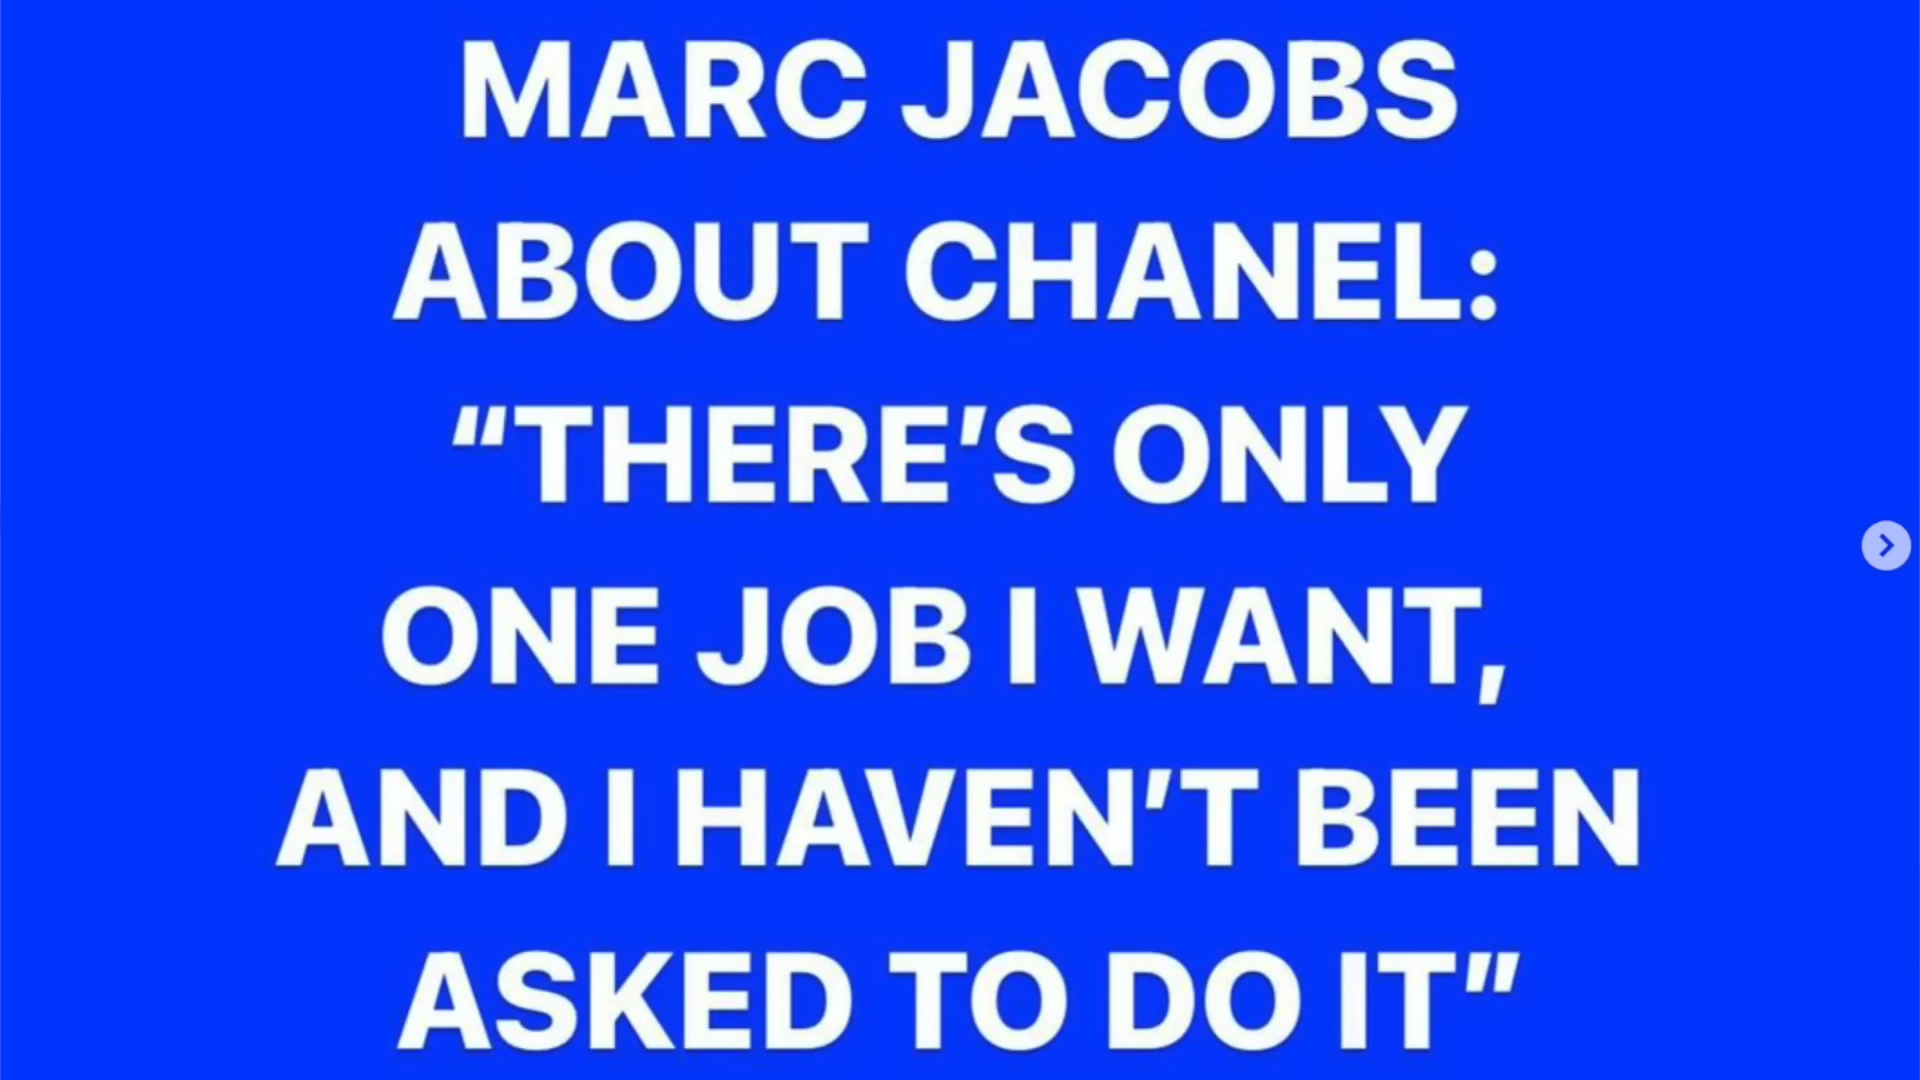 MARC JACOBS
ABOUT CHANEL:
“THERE’S ONLY
ONE JOB I WANT,
AND I HAVEN’T BEEN
ASKED TO DO IT”